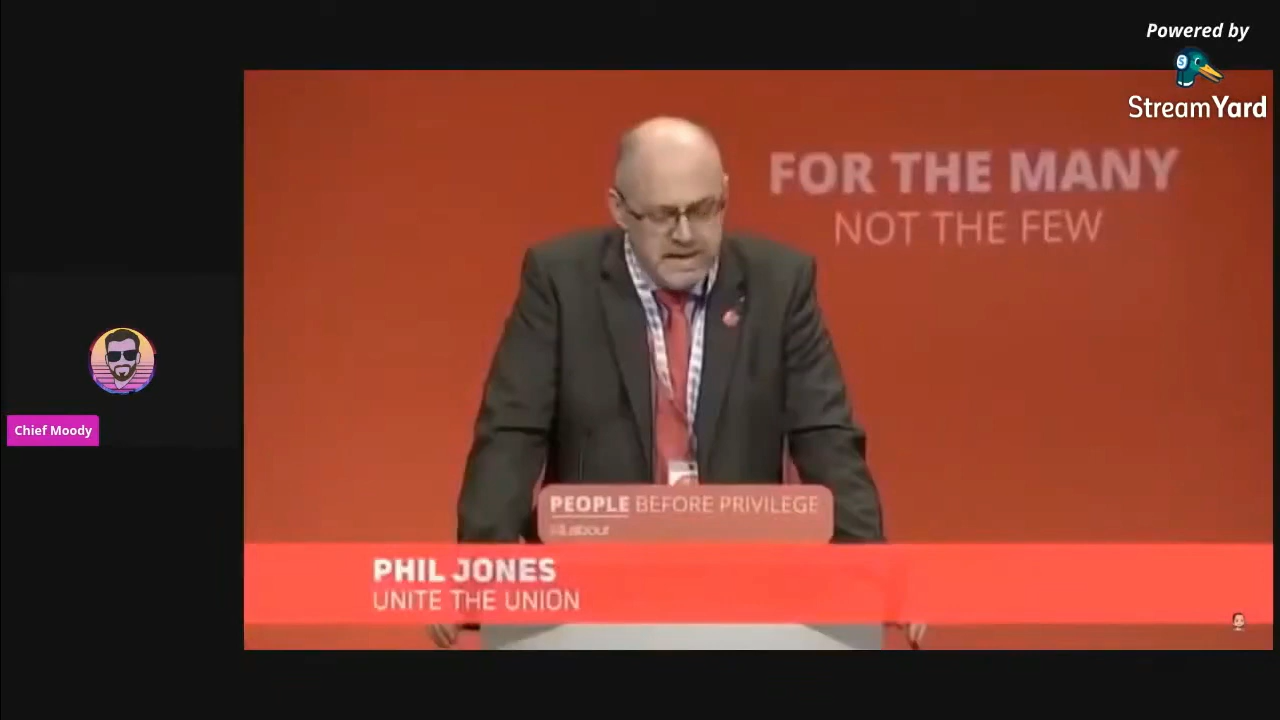 Powered by
StreamYard
FOR THE MANY
NOT THE FEW
Chief Moody
PEOPLE BEFORE PRIVILEGE
Labour
PHIL JONES
UNITE THE UNION